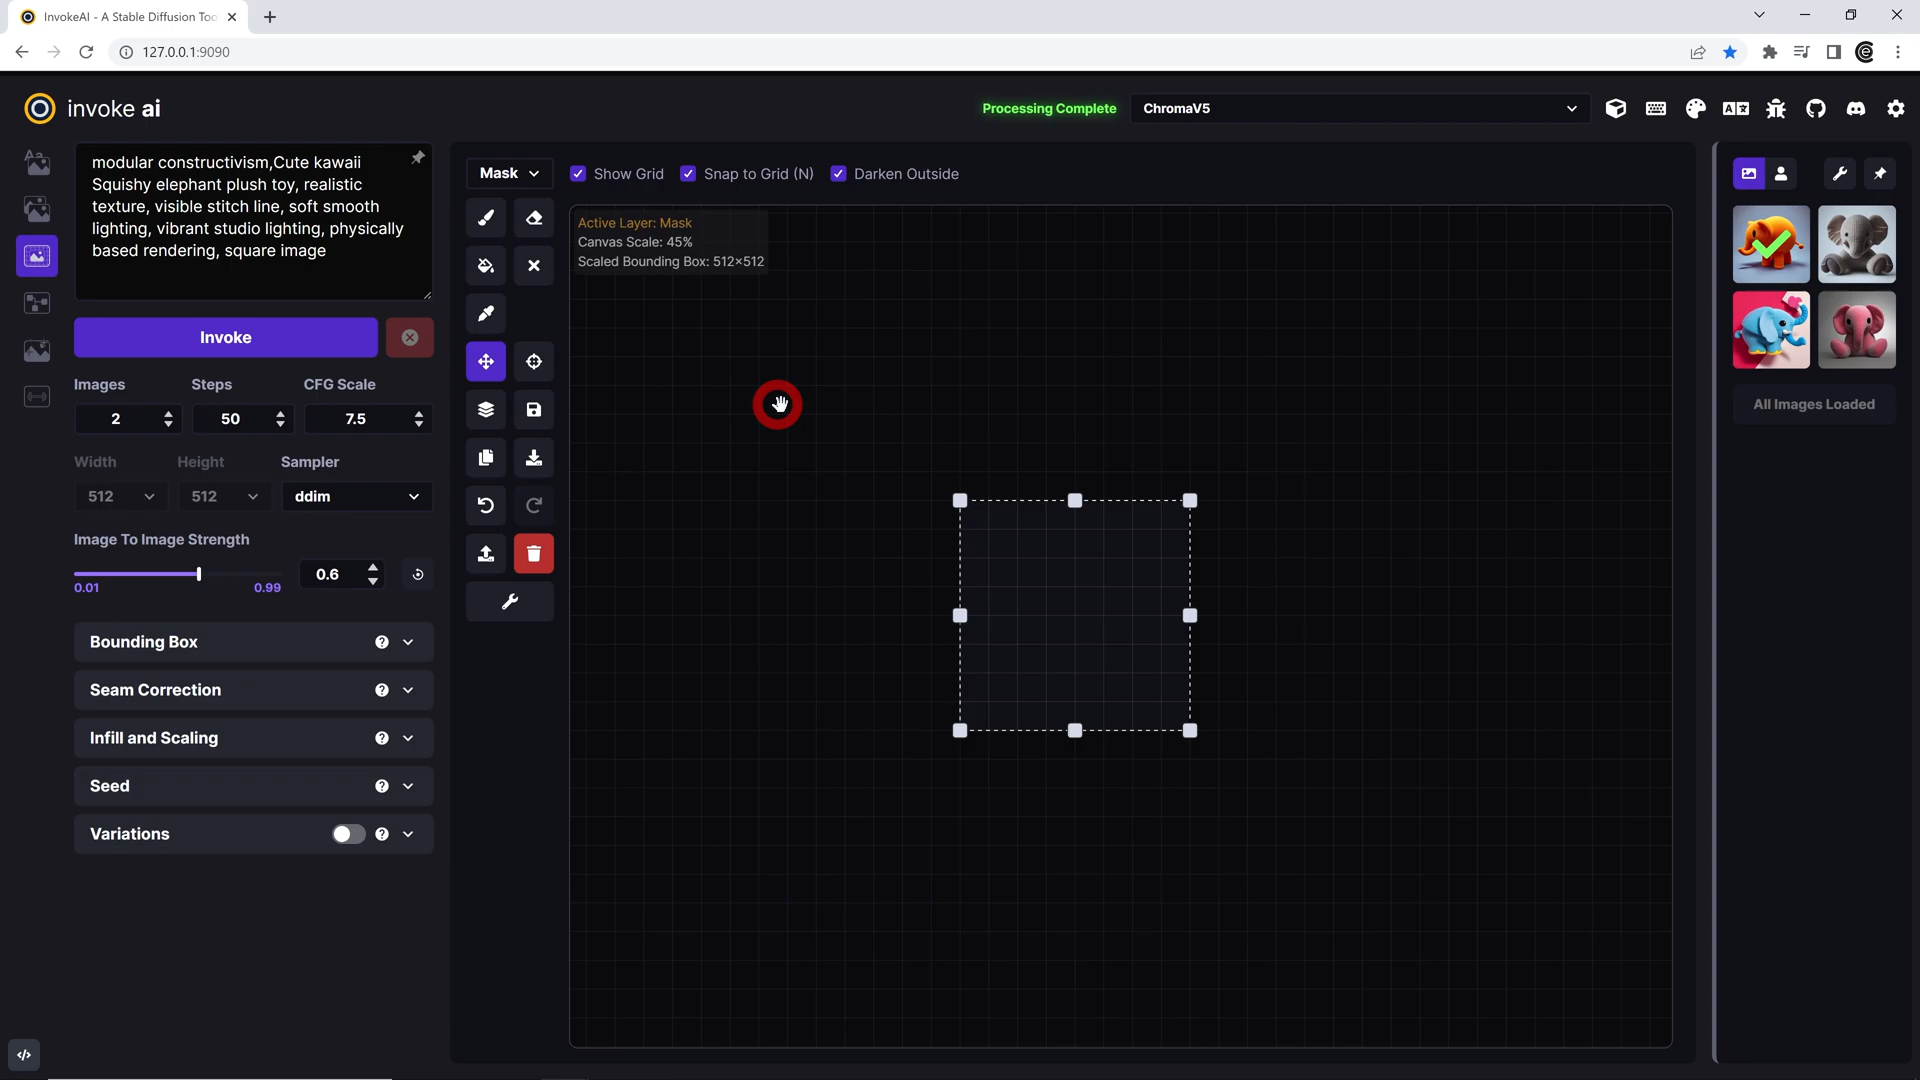 InvokeAI - A Stable Diffusion Too
127.0.0.1:9090
invoke ai
Processing Complete
ChromaV5
modular constructivism,Cute kawaii
Squishy elephant plush toy, realistic
texture, visible stitch line, soft smooth
lighting, vibrant studio lighting, physically
based rendering, square image
Invoke
Images
Steps
CFG Scale
2
50
7.5
Width
Height
Sampler
512
512
ddim
Image To Image Strength
0.6
0.01
0.99
Bounding Box
Seam Correction
Infill and Scaling
Seed
Variations
Mask
Show Grid
Snap to Grid (N)
Darken Outside
Active Layer: Mask
Canvas Scale: 45%
Scaled Bounding Box: 512×512
All Images Loaded